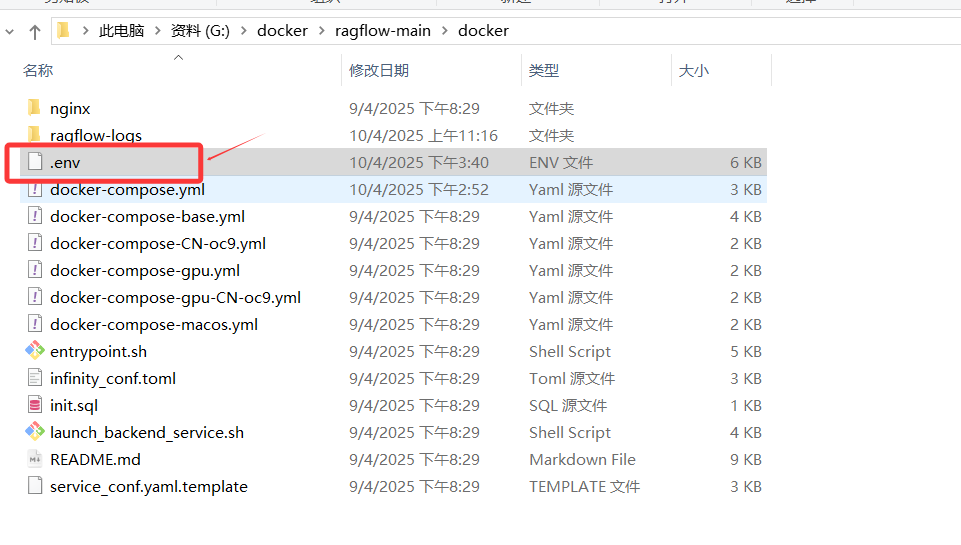 此电脑 > 资料 (G:) > docker > ragflow-main > docker
名称 修改日期 类型 大小
nginx 9/4/2025 下午8:29 文件夹
ragflow-logs 10/4/2025 上午11:16 文件夹
.env 10/4/2025 下午3:40 ENV 文件 6 KB
docker-compose.yml 10/4/2025 下午2:52 Yaml 源文件 3 KB
docker-compose-base.yml 9/4/2025 下午8:29 Yaml 源文件 4 KB
docker-compose-CN-oc9.yml 9/4/2025 下午8:29 Yaml 源文件 2 KB
docker-compose-gpu.yml 9/4/2025 下午8:29 Yaml 源文件 2 KB
docker-compose-gpu-CN-oc9.yml 9/4/2025 下午8:29 Yaml 源文件 2 KB
docker-compose-macos.yml 9/4/2025 下午8:29 Yaml 源文件 2 KB
entrypoint.sh 9/4/2025 下午8:29 Shell Script 5 KB
infinity_conf.toml 9/4/2025 下午8:29 Toml 源文件 3 KB
init.sql 9/4/2025 下午8:29 SQL 源文件 1 KB
launch_backend_service.sh 9/4/2025 下午8:29 Shell Script 4 KB
README.md 9/4/2025 下午8:29 Markdown File 9 KB
service_conf.yaml.template 9/4/2025 下午8:29 TEMPLATE 文件 3 KB